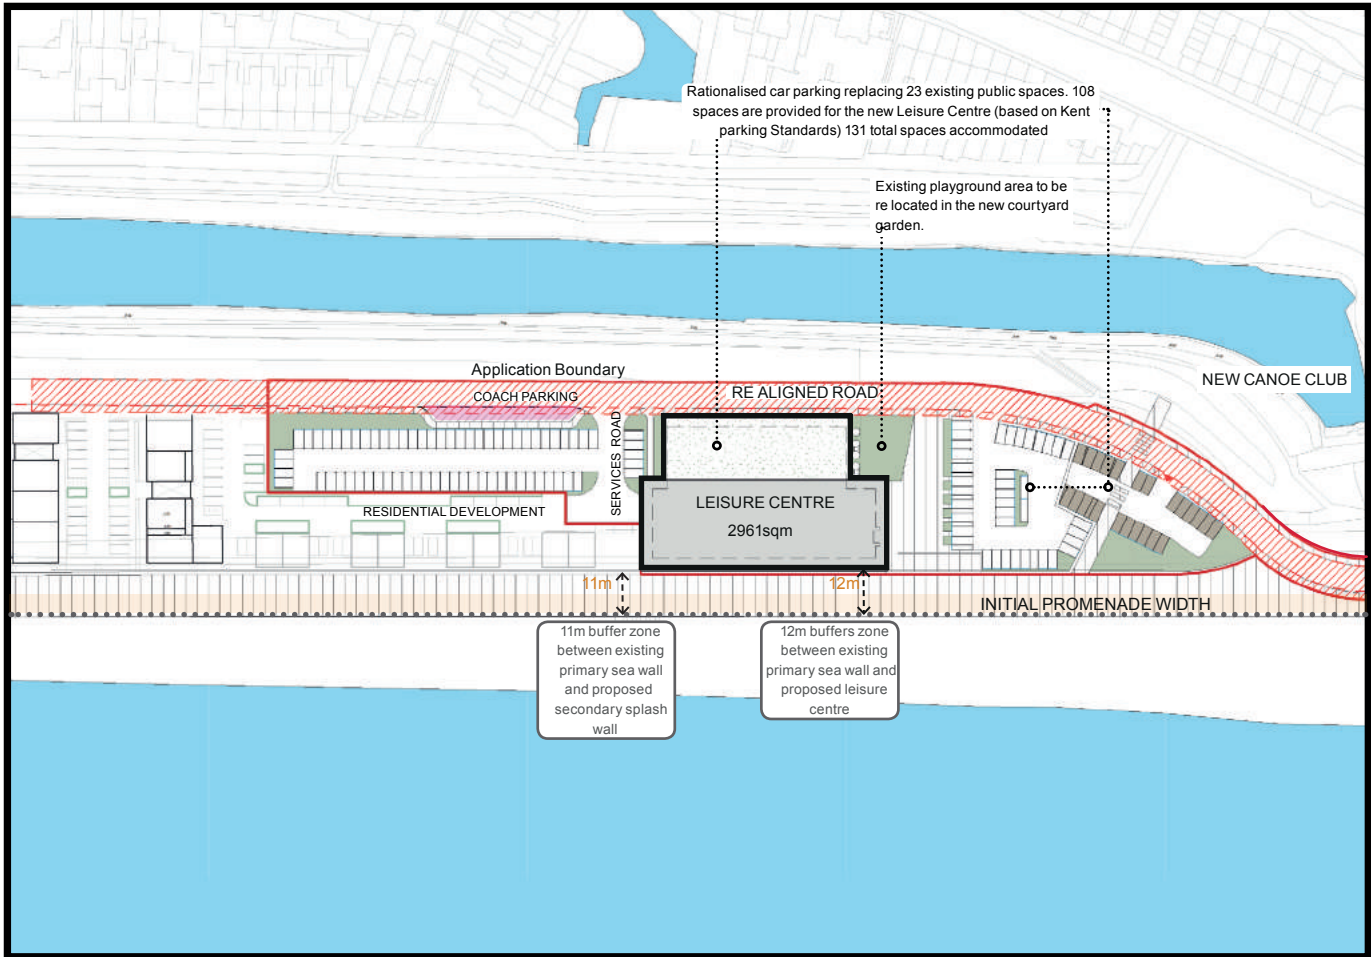 Rationalised car parking replacing 23 existing public spaces. 108
spaces are provided for the new Leisure Centre (based on Kent
parking Standards) 131 total spaces accommodated
Existing playground area to be
re located in the new courtyard
garden.
Application Boundary
COACH PARKING
RE ALIGNED ROAD
NEW CANOE CLUB
SERVICES ROAD
LEISURE CENTRE
2961sqm
RESIDENTIAL DEVELOPMENT
11m
12m
INITIAL PROMENADE WIDTH
11m buffer zone
between existing
primary sea wall
and proposed
secondary splash
wall
12m buffers zone
between existing
primary sea wall and
proposed leisure
centre